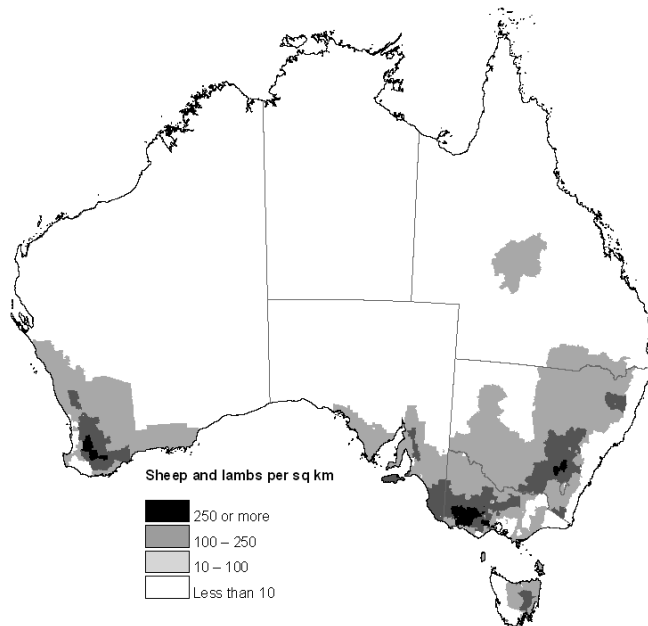 Sheep and lambs per sq km
250 or more
100 – 250
10 – 100
Less than 10